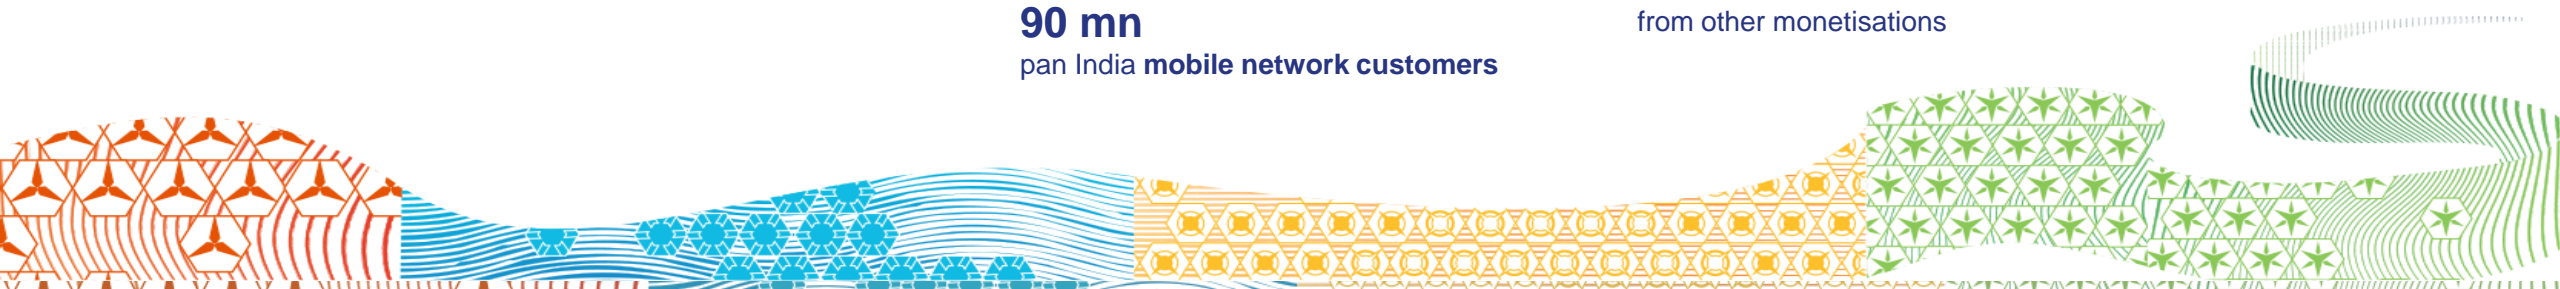 90 mn
pan India mobile network customers
from other monetisations